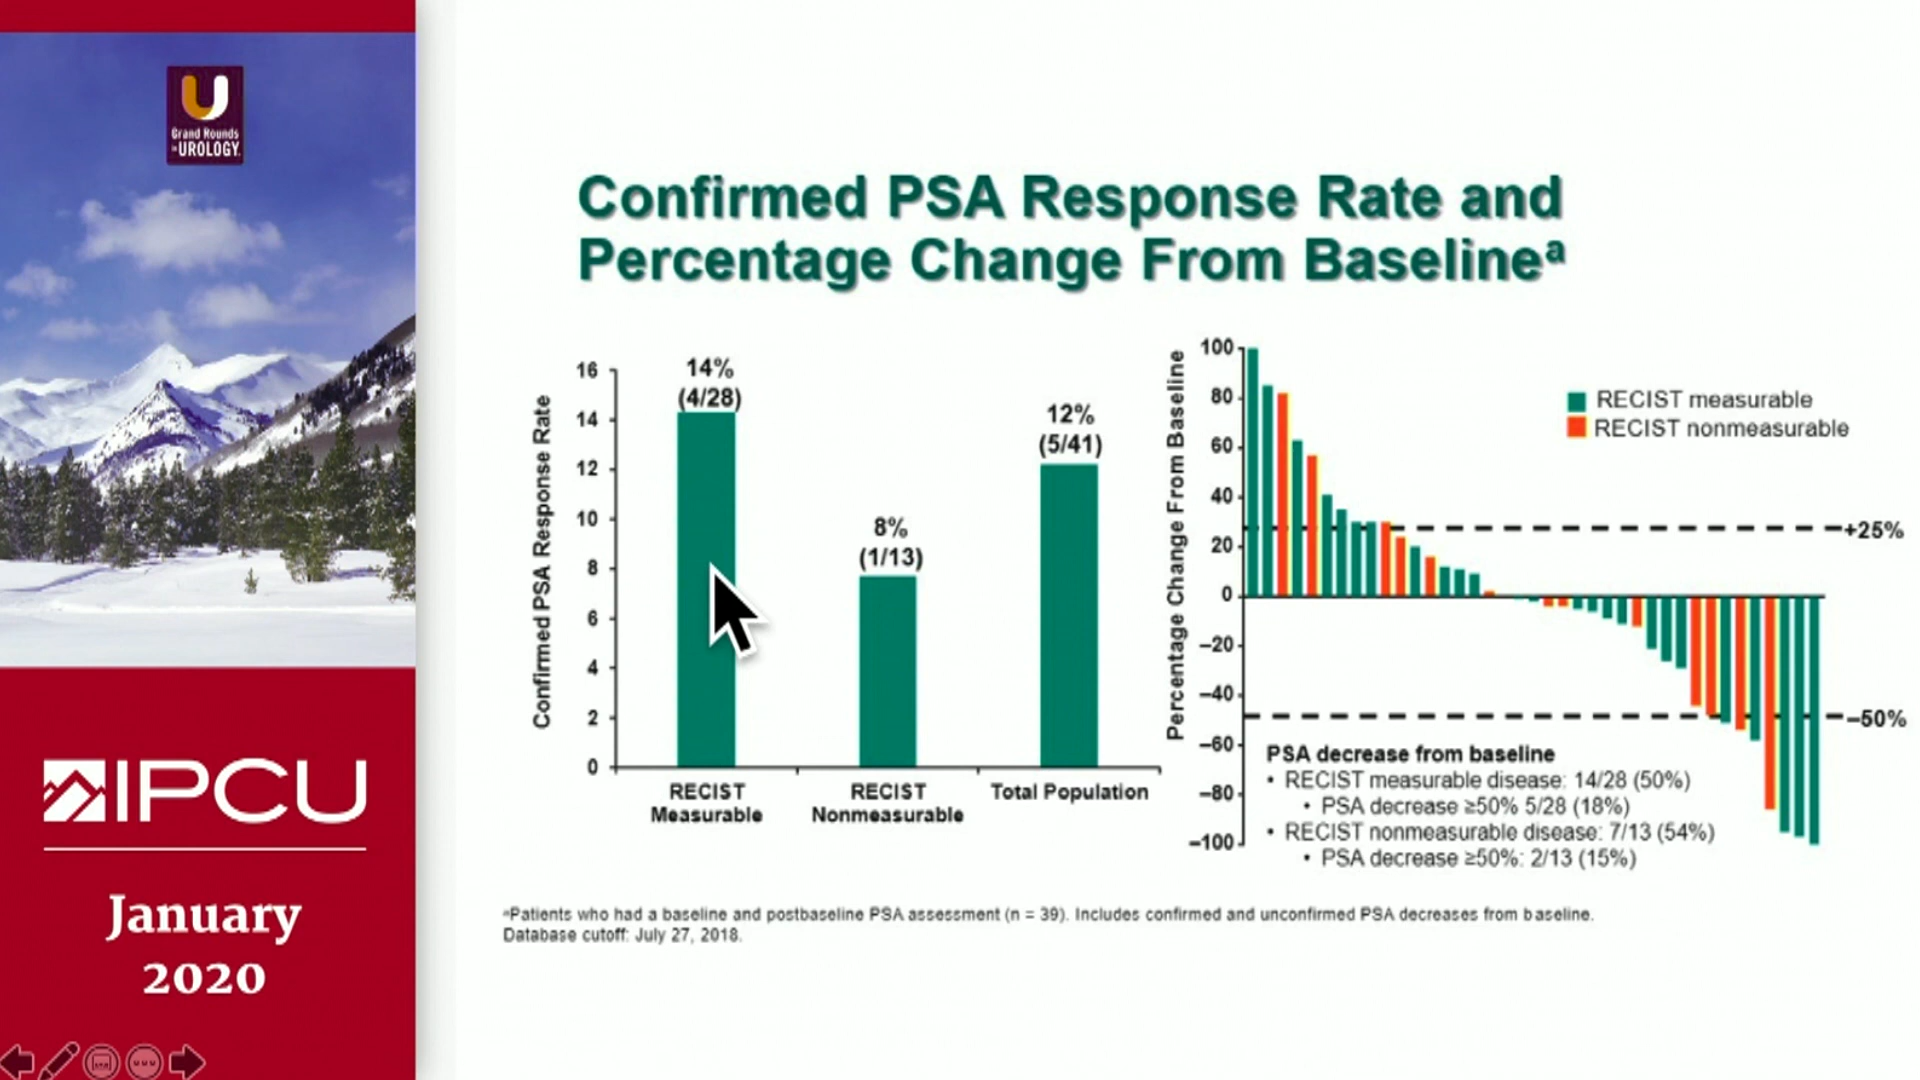 Grand Rounds
in UROLOGY.
IPCU
January
2020
Confirmed PSA Response Rate and
Percentage Change From Baselineᵃ
Confirmed PSA Response Rate
16
14
12
10
8
6
4
2
0
14%
(4/28)
8%
(1/13)
12%
(5/41)
RECIST
Measurable
RECIST
Nonmeasurable
Total Population
Percentage Change From Baseline
100
80
60
40
20
0
–20
–40
–60
–80
–100
RECIST measurable
RECIST nonmeasurable
+25%
–50%
PSA decrease from baseline
• RECIST measurable disease: 14/28 (50%)
• PSA decrease ≥50% 5/28 (18%)
• RECIST nonmeasurable disease: 7/13 (54%)
• PSA decrease ≥50%: 2/13 (15%)
ᵃPatients who had a baseline and postbaseline PSA assessment (n = 39). Includes confirmed and unconfirmed PSA decreases from baseline.
Database cutoff: July 27, 2018.